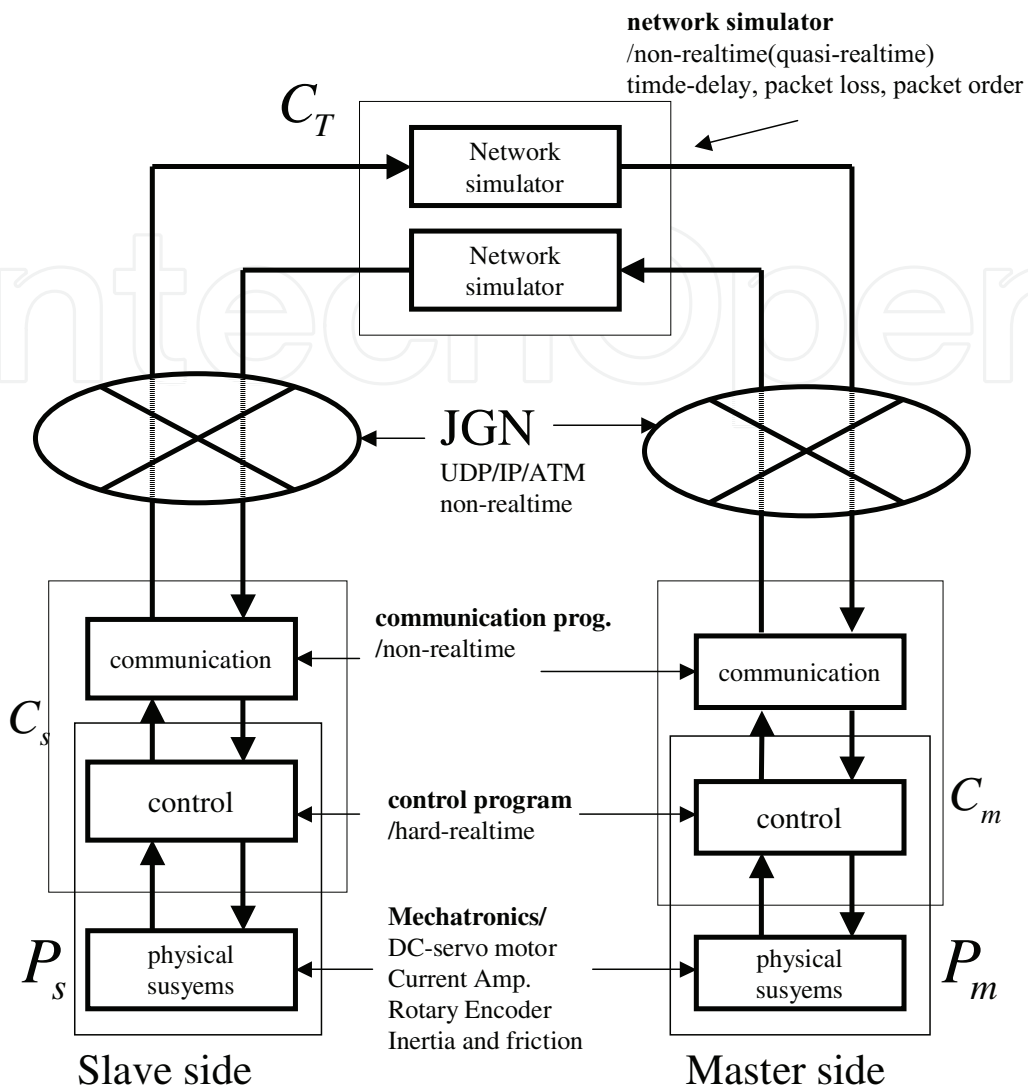 network simulator
/non-realtime(quasi-realtime)
timde-delay, packet loss, packet order
C_T
Network
simulator
Network
simulator
ntechOpen
JGN
UDP/IP/ATM
non-realtime
communication prog.
/non-realtime
communication
communication
C_s
control program
/hard-realtime
control
control
C_m
Mechatronics/
DC-servo motor
Current Amp.
Rotary Encoder
Inertia and friction
P_s
physical
susyems
physical
susyems
P_m
Slave side
Master side